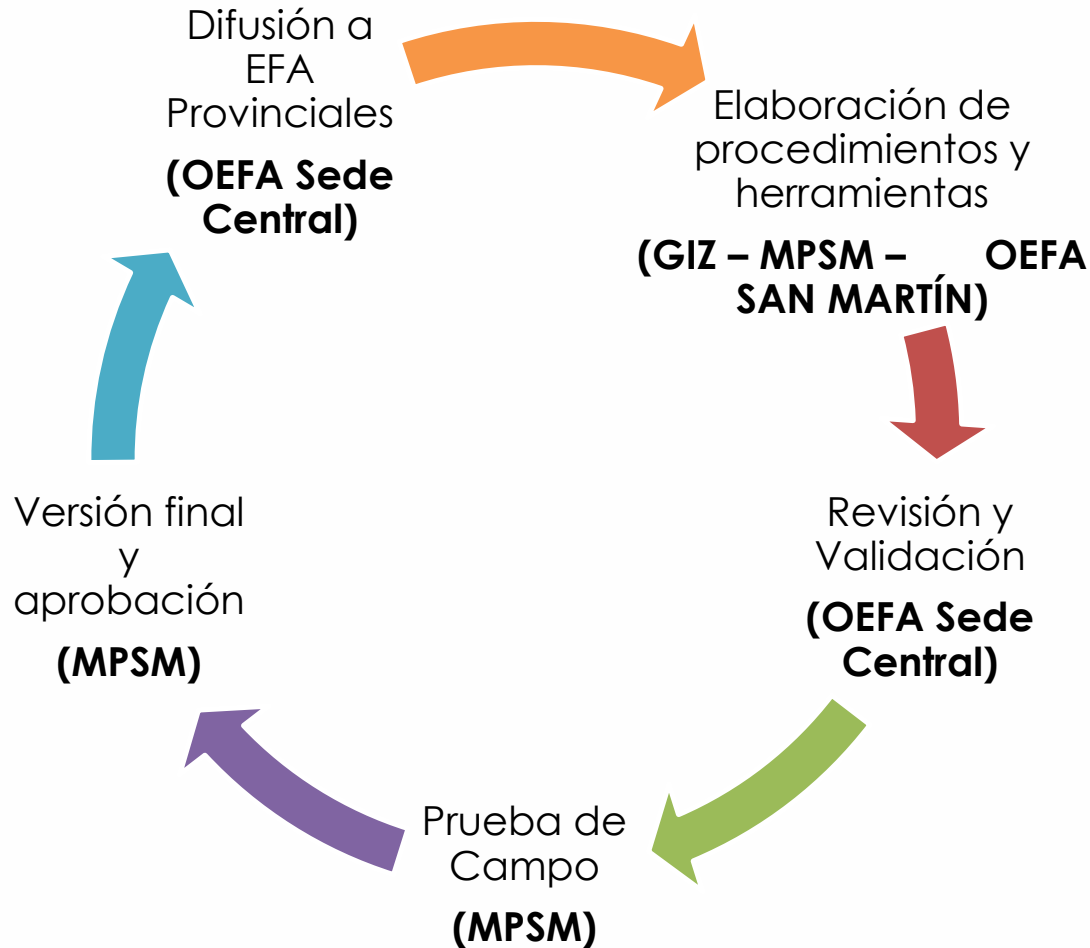 Difusión a
EFA
Provinciales
(OEFA Sede
Central)
Elaboración de
procedimientos y
herramientas
(GIZ – MPSM – OEFA
SAN MARTÍN)
Revisión y
Validación
(OEFA Sede
Central)
Prueba de
Campo
(MPSM)
Versión final
y
aprobación
(MPSM)